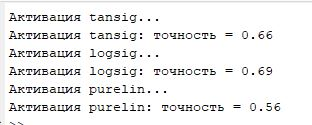 Активация tansig...
Активация tansig: точность = 0.66
Активация logsig...
Активация logsig: точность = 0.69
Активация purelin...
Активация purelin: точность = 0.56
>>